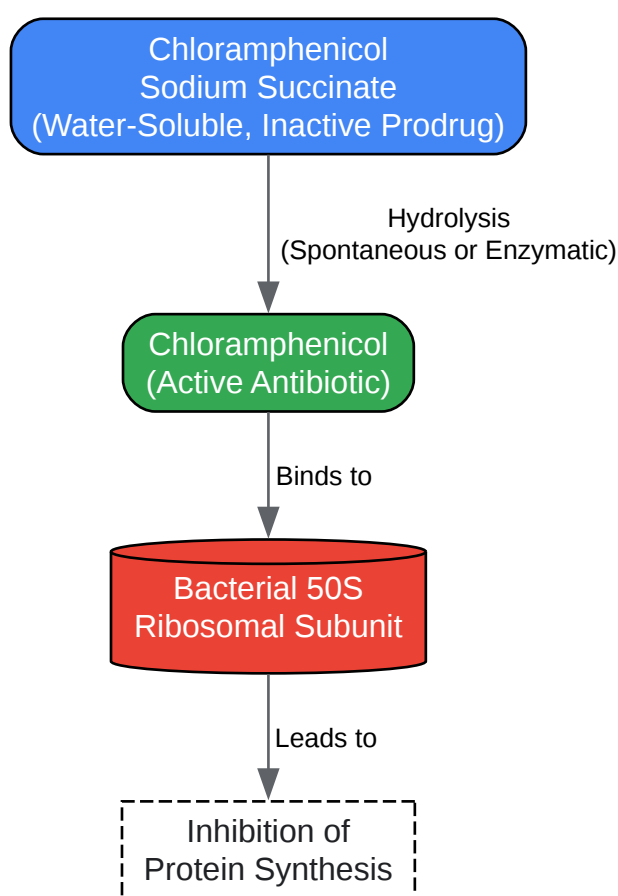 Chloramphenicol
Sodium Succinate
(Water-Soluble, Inactive Prodrug)
Hydrolysis
(Spontaneous or Enzymatic)
Chloramphenicol
(Active Antibiotic)
Binds to
Bacterial 50S
Ribosomal Subunit
Leads to
Inhibition of
Protein Synthesis